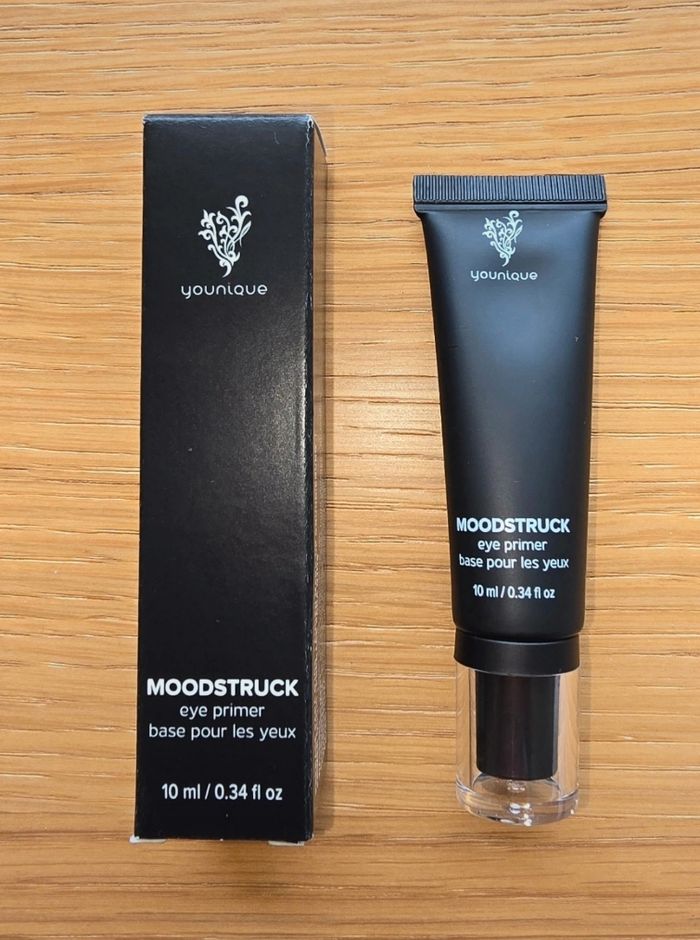 younique
MOODSTRUCK
eye primer
base pour les yeux
10 ml / 0.34 fl oz
younique
MOODSTRUCK
eye primer
base pour les yeux
10 ml / 0.34 fl oz